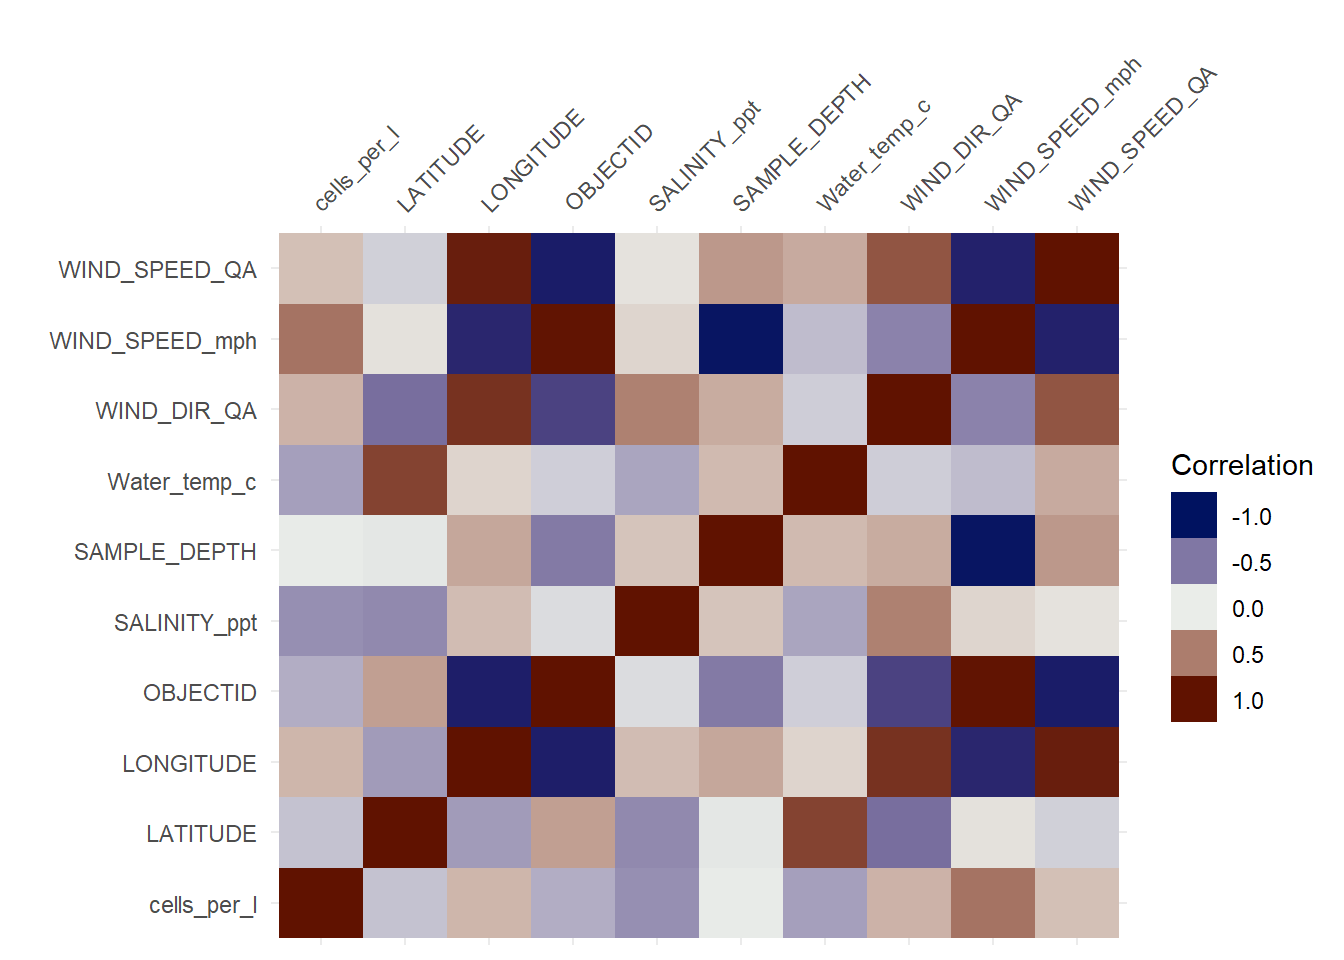 cells_per_l
LATITUDE
LONGITUDE
OBJECTID
SALINITY_ppt
SAMPLE_DEPTH
Water_temp_c
WIND_DIR_QA
WIND_SPEED_mph
WIND_SPEED_QA
WIND_SPEED_QA
WIND_SPEED_mph
WIND_DIR_QA
Water_temp_c
SAMPLE_DEPTH
SALINITY_ppt
OBJECTID
LONGITUDE
LATITUDE
cells_per_l
Correlation
-1.0
-0.5
0.0
0.5
1.0